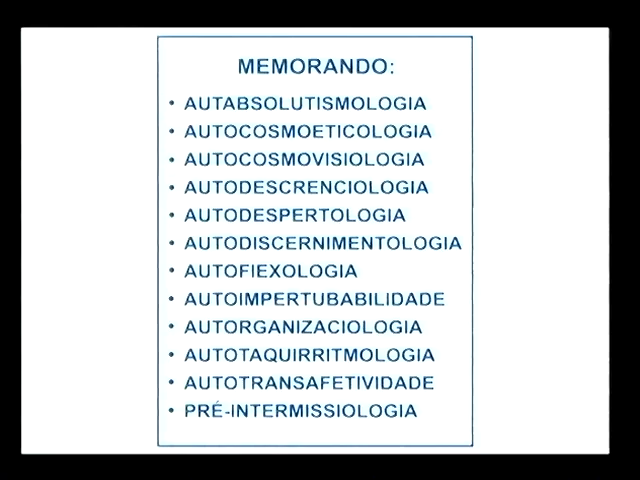 MEMORANDO:
• AUTABSOLUTISMOLOGIA
• AUTOCOSMOETICOLOGIA
• AUTOCOSMOVISIOLOGIA
• AUTODESCRENCIOLOGIA
• AUTODESPERTOLOGIA
• AUTODISCERNIMENTOLOGIA
• AUTOFIEXOLOGIA
• AUTOIMPERTUBABILIDADE
• AUTORGANIZACIOLOGIA
• AUTOTAQUIRRITMOLOGIA
• AUTOTRANSAFETIVIDADE
• PRÉ-INTERMISSIOLOGIA